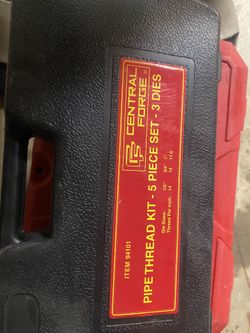 CENTRAL
FORGE®
PIPE THREAD KIT - 5 PIECE SET - 3 DIES
Die Sizes: 1/2" 3/4" 1"
Thread Per Inch: 14 14 11.5
ITEM 94101